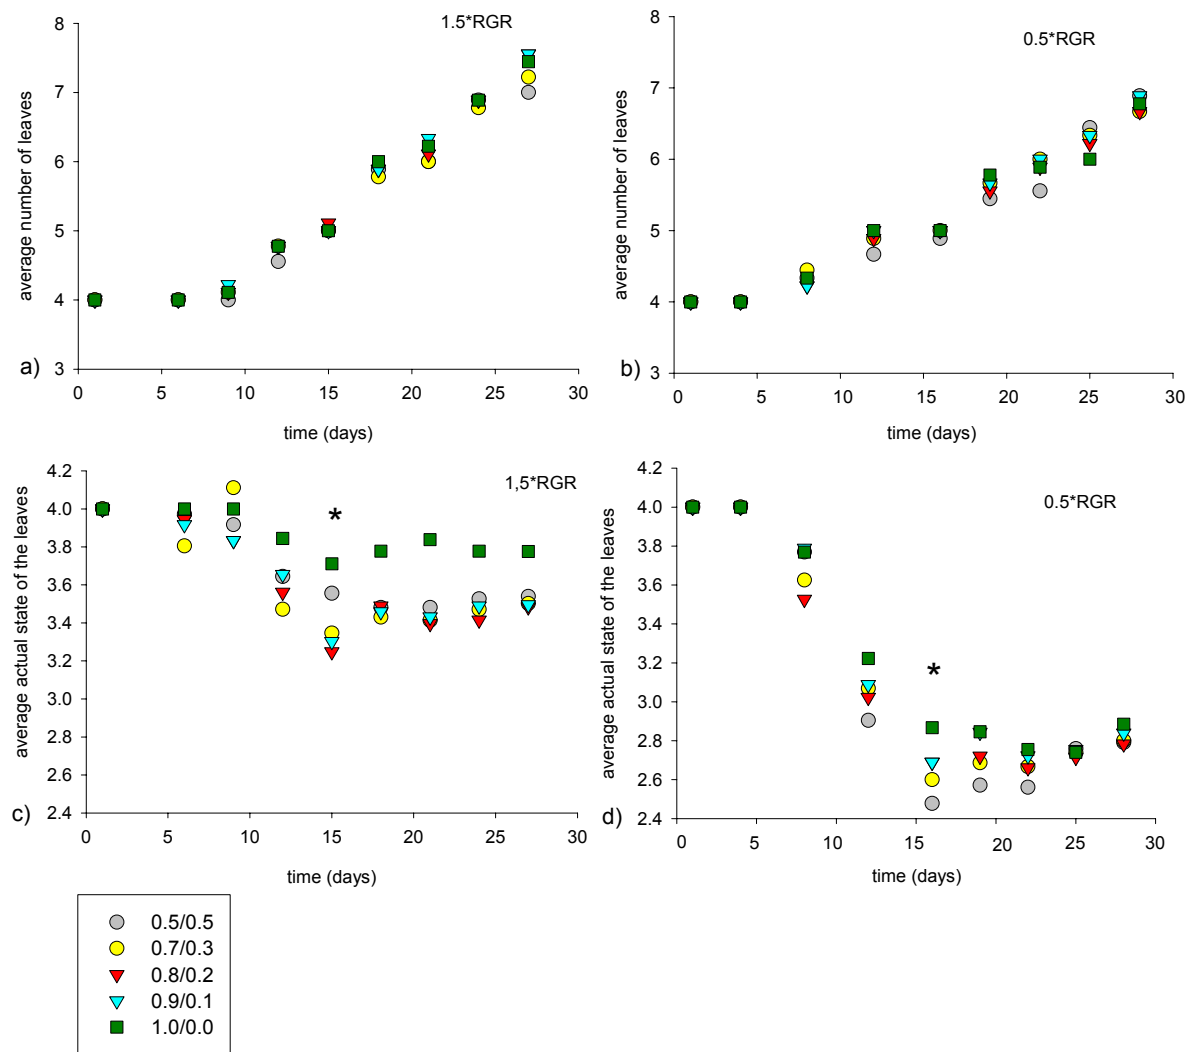 1.5*RGR
8
7
6
5
4
3
average number of leaves
a)
0 5 10 15 20 25 30
time (days)
0.5*RGR
8
7
6
5
4
3
average number of leaves
b)
0 5 10 15 20 25 30
time (days)
1,5*RGR
4.2
4.0
3.8
3.6
3.4
3.2
3.0
2.8
2.6
2.4
average actual state of the leaves
*
c)
0 5 10 15 20 25 30
time (days)
0.5*RGR
4.2
4.0
3.8
3.6
3.4
3.2
3.0
2.8
2.6
2.4
average actual state of the leaves
*
d)
0 5 10 15 20 25 30
time (days)
0.5/0.5
0.7/0.3
0.8/0.2
0.9/0.1
1.0/0.0